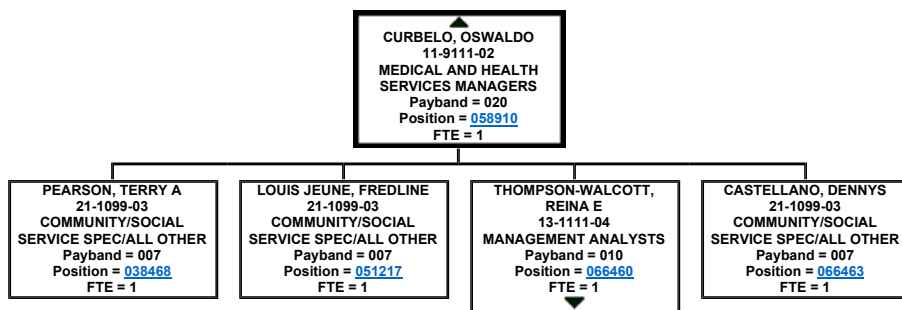 CURBELO, OSWALDO
11-9111-02
MEDICAL AND HEALTH
SERVICES MANAGERS
Payband = 020
Position = 058910
FTE = 1
PEARSON, TERRY A
21-1099-03
COMMUNITY/SOCIAL
SERVICE SPEC/ALL OTHER
Payband = 007
Position = 038468
FTE = 1
LOUIS JEUNE, FREDLINE
21-1099-03
COMMUNITY/SOCIAL
SERVICE SPEC/ALL OTHER
Payband = 007
Position = 051217
FTE = 1
THOMPSON-WALCOTT,
REINA E
13-1111-04
MANAGEMENT ANALYSTS
Payband = 010
Position = 066460
FTE = 1
CASTELLANO, DENNYS
21-1099-03
COMMUNITY/SOCIAL
SERVICE SPEC/ALL OTHER
Payband = 007
Position = 066463
FTE = 1